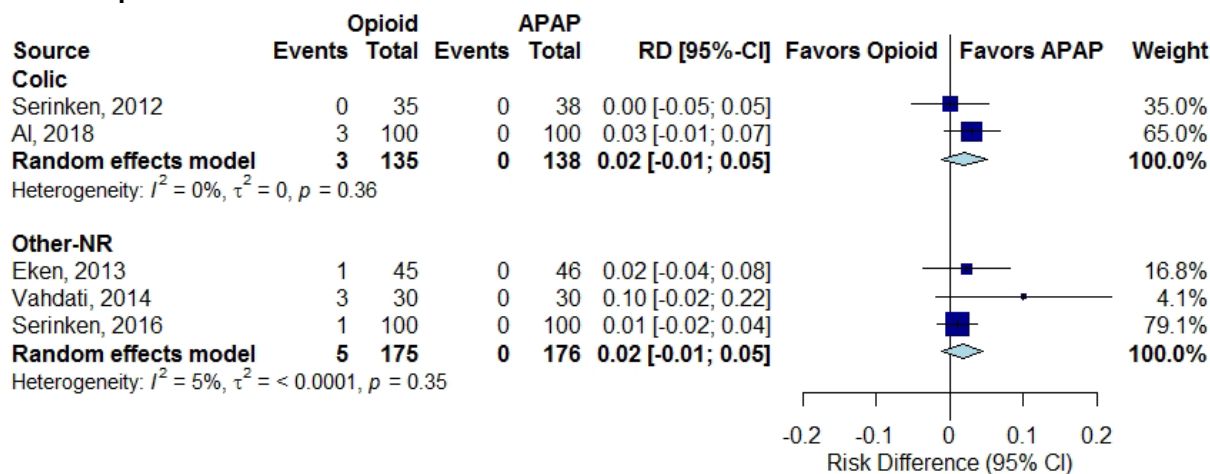 Opioid APAP
Source Events Total Events Total RD [95%-CI] Favors Opioid Favors APAP Weight
Colic
Serinken, 2012 0 35 0 38 0.00 [-0.05; 0.05] 35.0%
Al, 2018 3 100 0 100 0.03 [-0.01; 0.07] 65.0%
Random effects model 3 135 0 138 0.02 [-0.01; 0.05] 100.0%
Heterogeneity: I² = 0%, τ² = 0, p = 0.36
Other-NR
Eken, 2013 1 45 0 46 0.02 [-0.04; 0.08] 16.8%
Vahdati, 2014 3 30 0 30 0.10 [-0.02; 0.22] 4.1%
Serinken, 2016 1 100 0 100 0.01 [-0.02; 0.04] 79.1%
Random effects model 5 175 0 176 0.02 [-0.01; 0.05] 100.0%
Heterogeneity: I² = 5%, τ² = < 0.0001, p = 0.35
-0.2 -0.1 0 0.1 0.2
Risk Difference (95% CI)